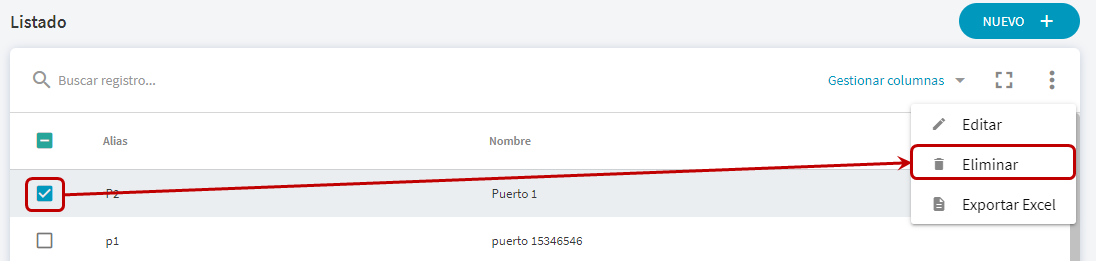 Listado
NUEVO +
Buscar registro...
Gestionar columnas
Alias Nombre
Editar
P2 Puerto 1
Eliminar
p1 puerto 15346546
Exportar Excel